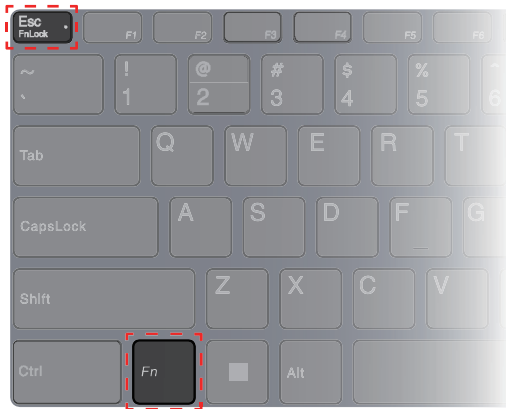 Esc
FnLock
F1 F2 F3 F4 F5 F6
~ ! @ # $ % ^
` 1 2 3 4 5 6
Tab Q W E R T
CapsLock A S D F G
Shift Z X C V
Ctrl Fn Alt